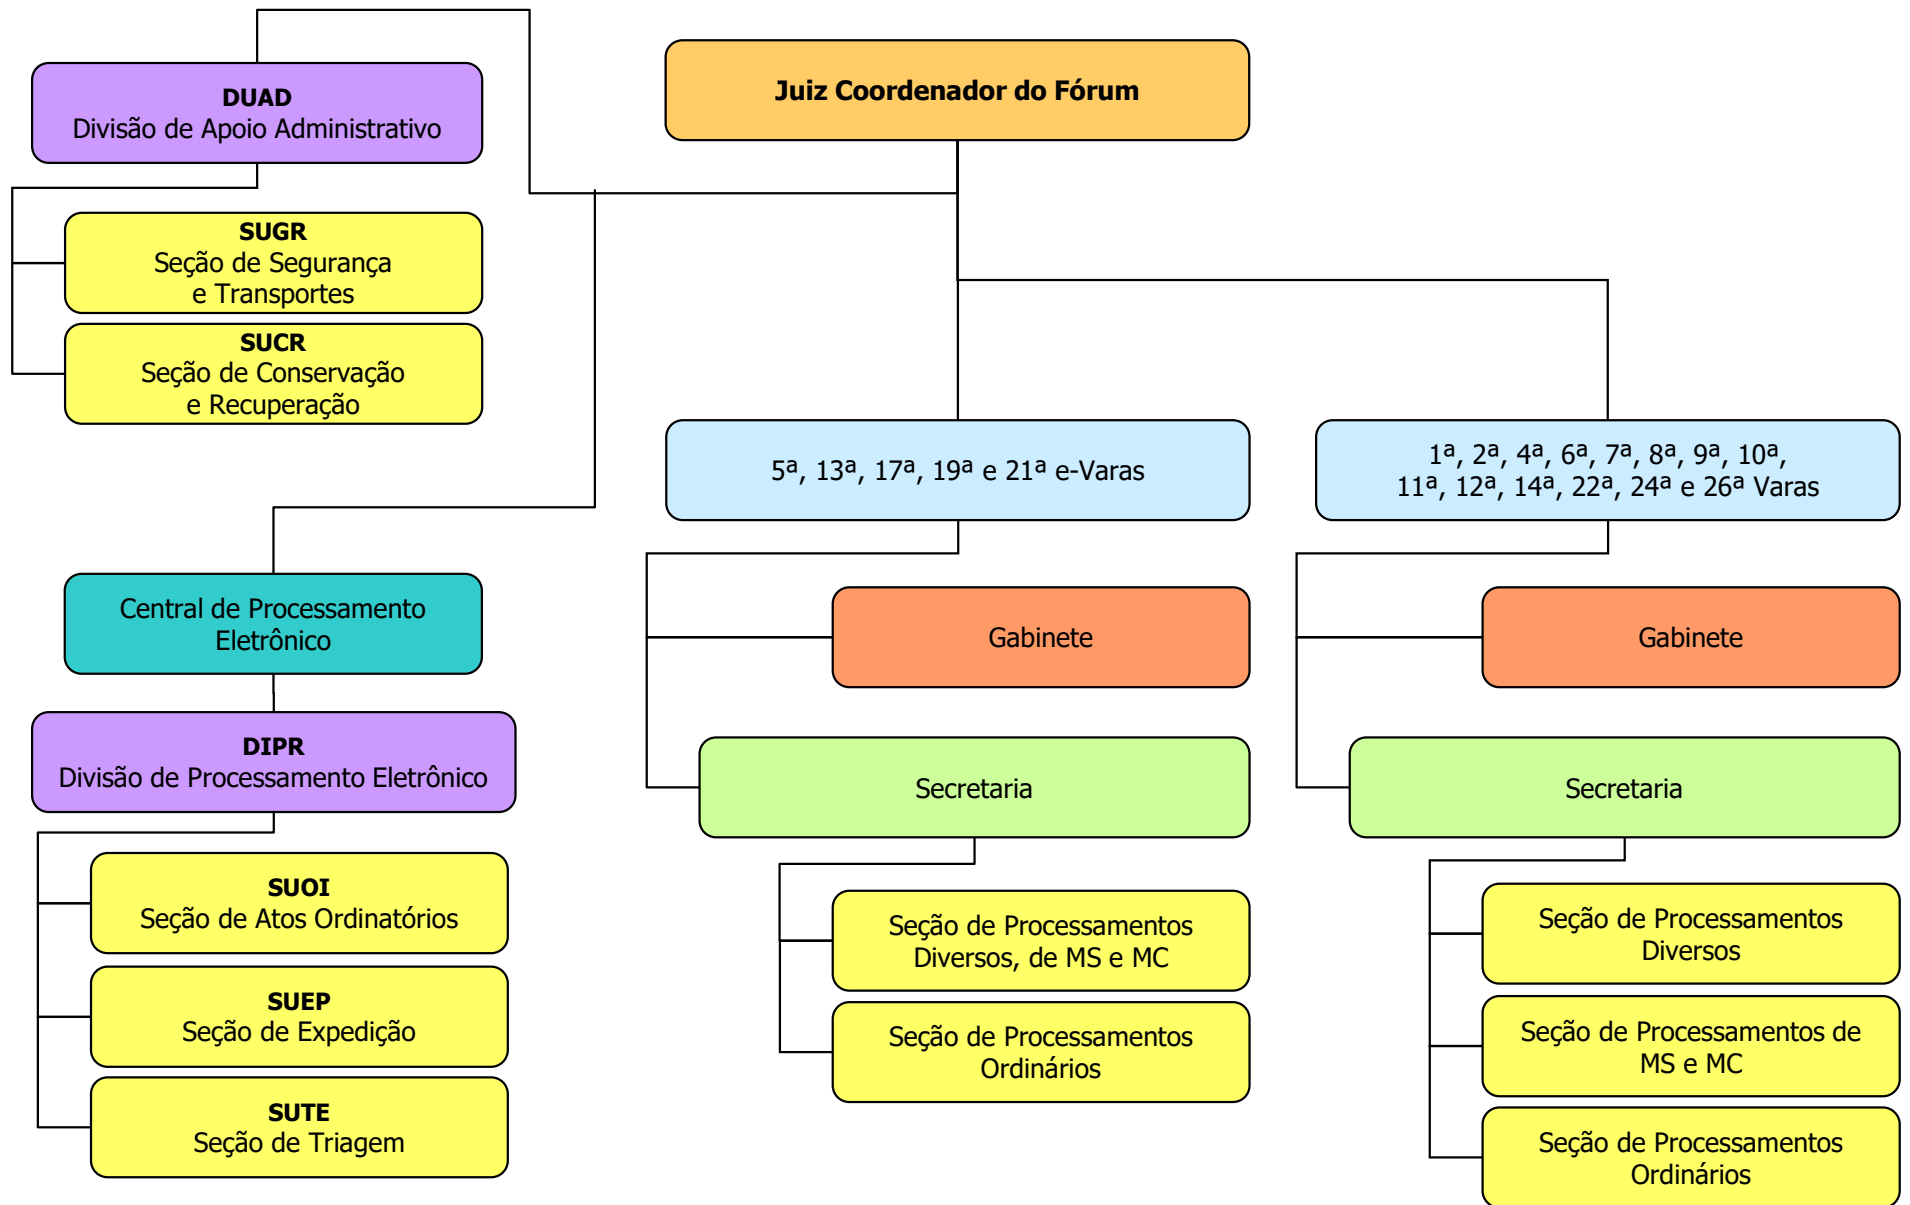 Juiz Coordenador do Fórum
DUAD
Divisão de Apoio Administrativo
SUGR
Seção de Segurança
e Transportes
SUCR
Seção de Conservação
e Recuperação
Central de Processamento
Eletrônico
DIPR
Divisão de Processamento Eletrônico
SUOI
Seção de Atos Ordinatórios
SUEP
Seção de Expedição
SUTE
Seção de Triagem
5ª, 13ª, 17ª, 19ª e 21ª e-Varas
Gabinete
Secretaria
Seção de Processamentos
Diversos, de MS e MC
Seção de Processamentos
Ordinários
1ª, 2ª, 4ª, 6ª, 7ª, 8ª, 9ª, 10ª,
11ª, 12ª, 14ª, 22ª, 24ª e 26ª Varas
Gabinete
Secretaria
Seção de Processamentos
Diversos
Seção de Processamentos de
MS e MC
Seção de Processamentos
Ordinários